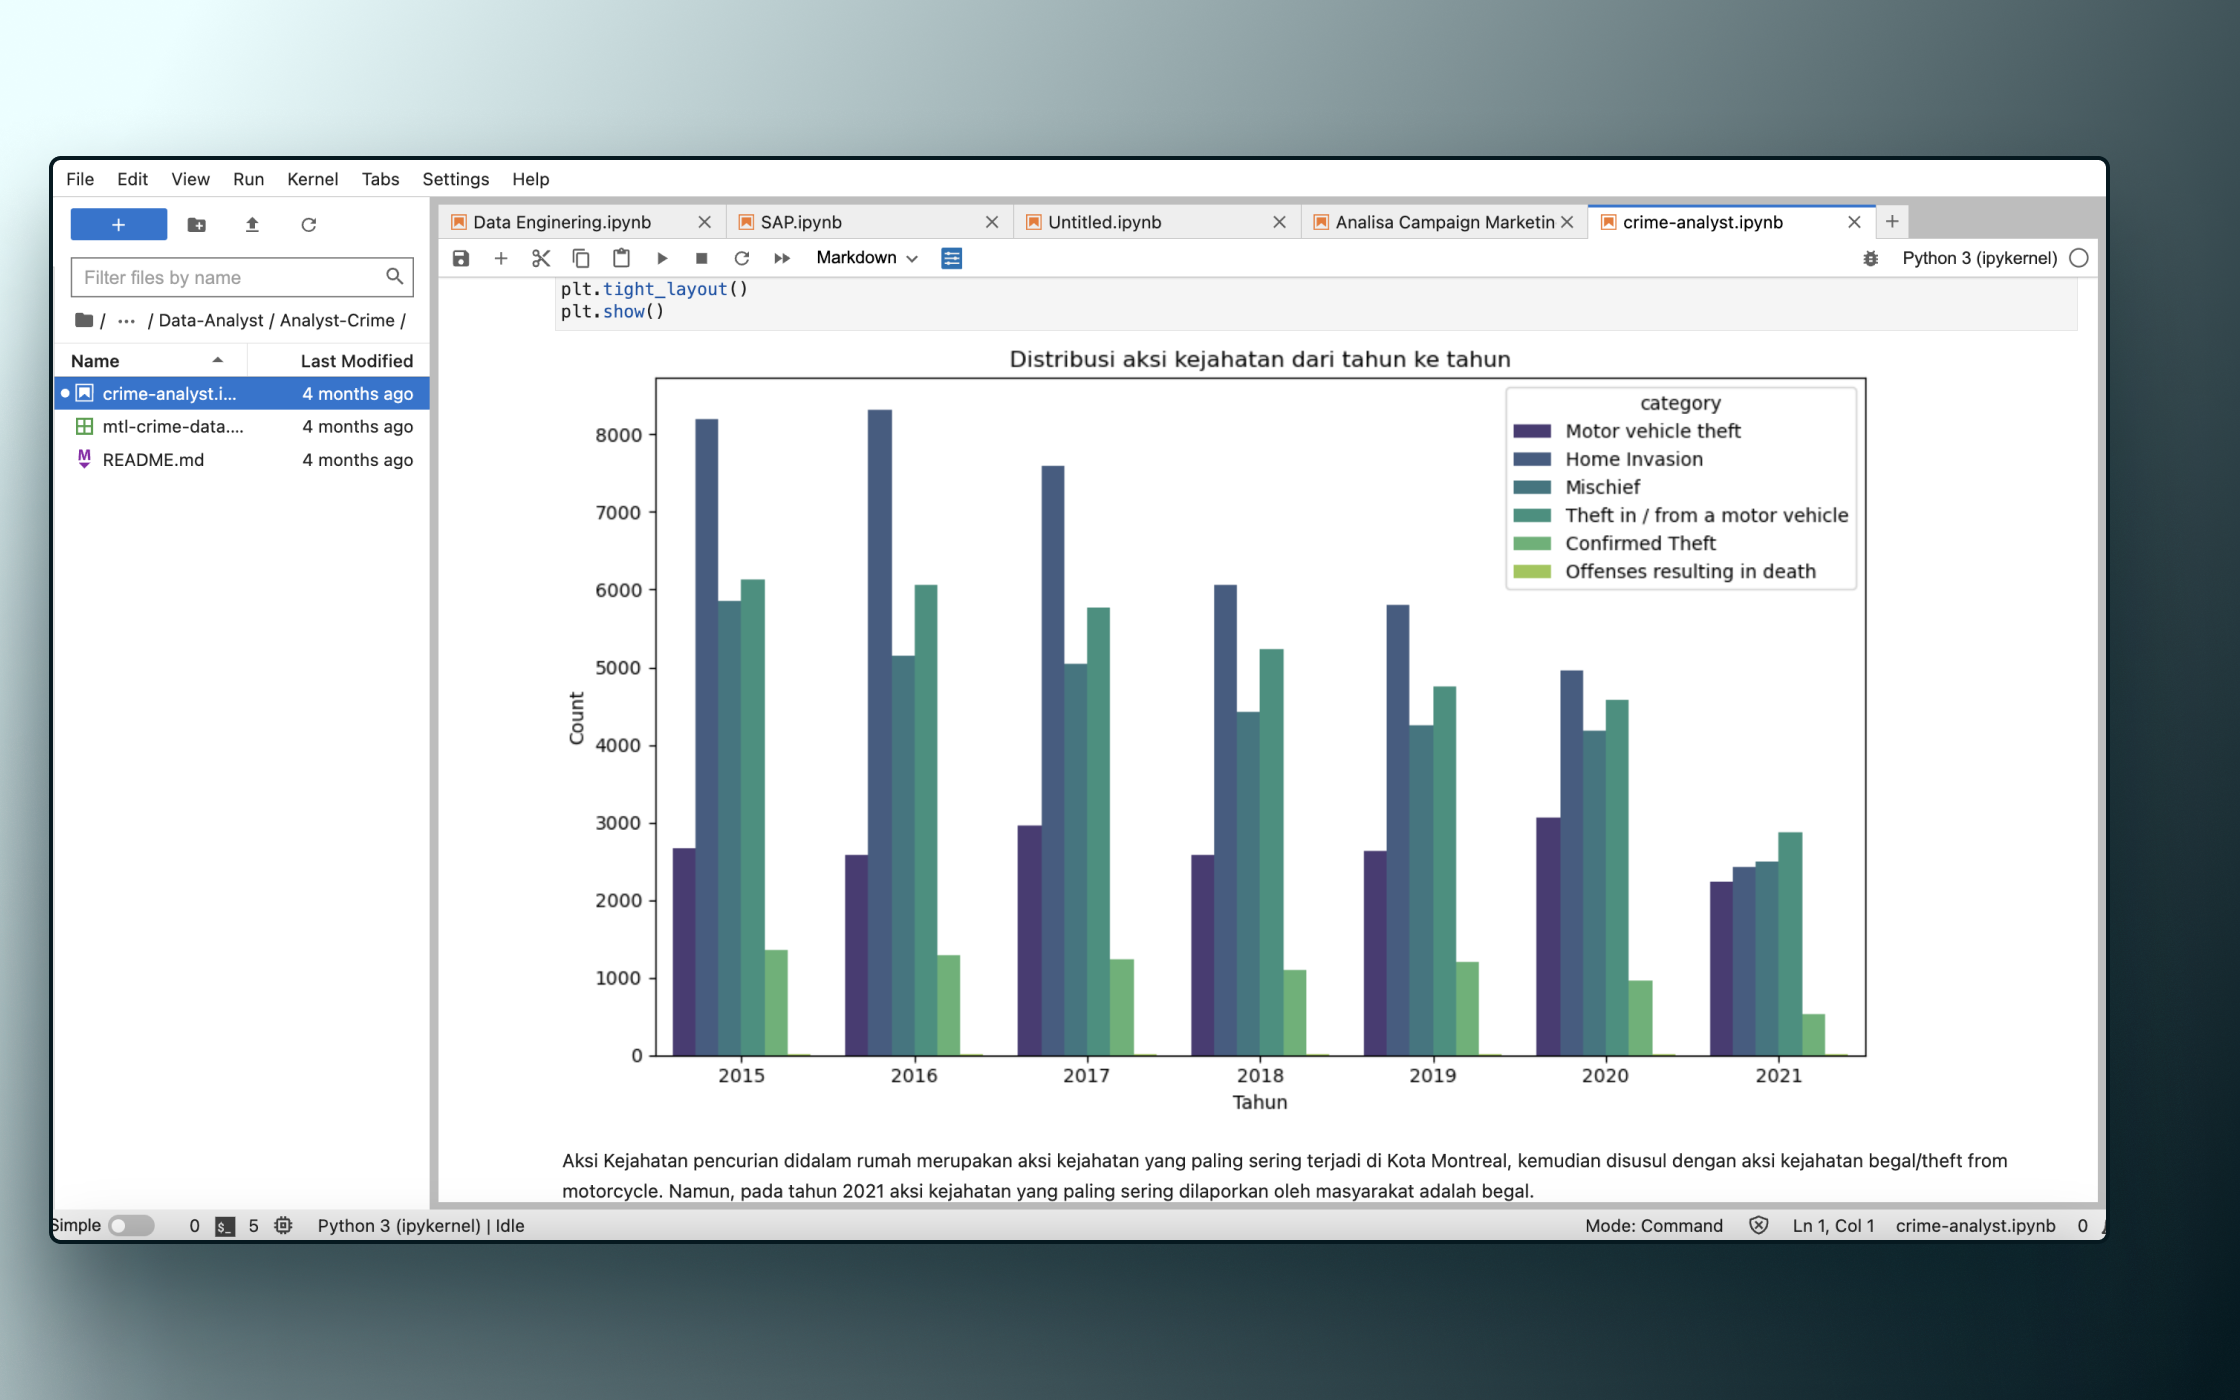 File Edit View Run Kernel Tabs Settings Help
Filter files by name
/ ··· / Data-Analyst / Analyst-Crime /
Name Last Modified
crime-analyst.i... 4 months ago
mtl-crime-data.... 4 months ago
README.md 4 months ago
Data Enginering.ipynb SAP.ipynb Untitled.ipynb Analisa Campaign Marketin crime-analyst.ipynb
Markdown Python 3 (ipykernel)
plt.tight_layout()
plt.show()
Distribusi aksi kejahatan dari tahun ke tahun
category
Motor vehicle theft
Home Invasion
Mischief
Theft in / from a motor vehicle
Confirmed Theft
Offenses resulting in death
Count
8000
7000
6000
5000
4000
3000
2000
1000
0
2015 2016 2017 2018 2019 2020 2021
Tahun
Aksi Kejahatan pencurian didalam rumah merupakan aksi kejahatan yang paling sering terjadi di Kota Montreal, kemudian disusul dengan aksi kejahatan begal/theft from
motorcycle. Namun, pada tahun 2021 aksi kejahatan yang paling sering dilaporkan oleh masyarakat adalah begal.
Simple 0 $_ 5 Python 3 (ipykernel) | Idle Mode: Command Ln 1, Col 1 crime-analyst.ipynb 0